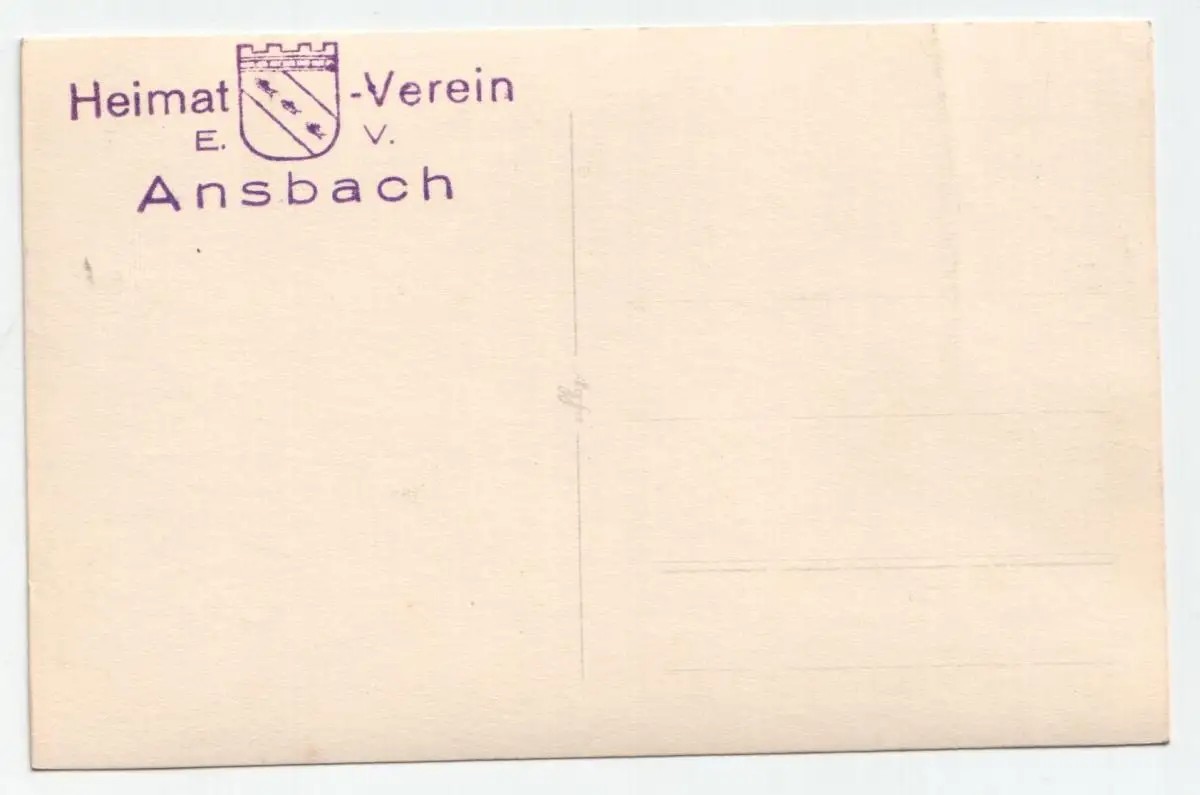 Heimat-Verein
E. V.
Ansbach